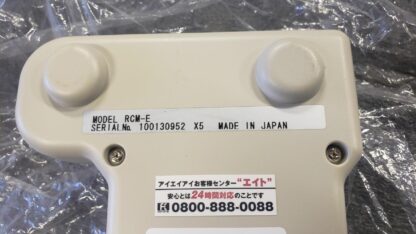 MODEL RCM-E
SERIAL No. 100130952 X5 MADE IN JAPAN
アイエイアイお客様センター“エイト”
安心とは24時間対応のことです
0800-888-0088